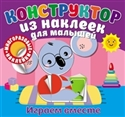 КОНСТРУКТОР
ИЗ НАКЛЕЕК
ДЛЯ МАЛЫШЕЙ
Играем вместе